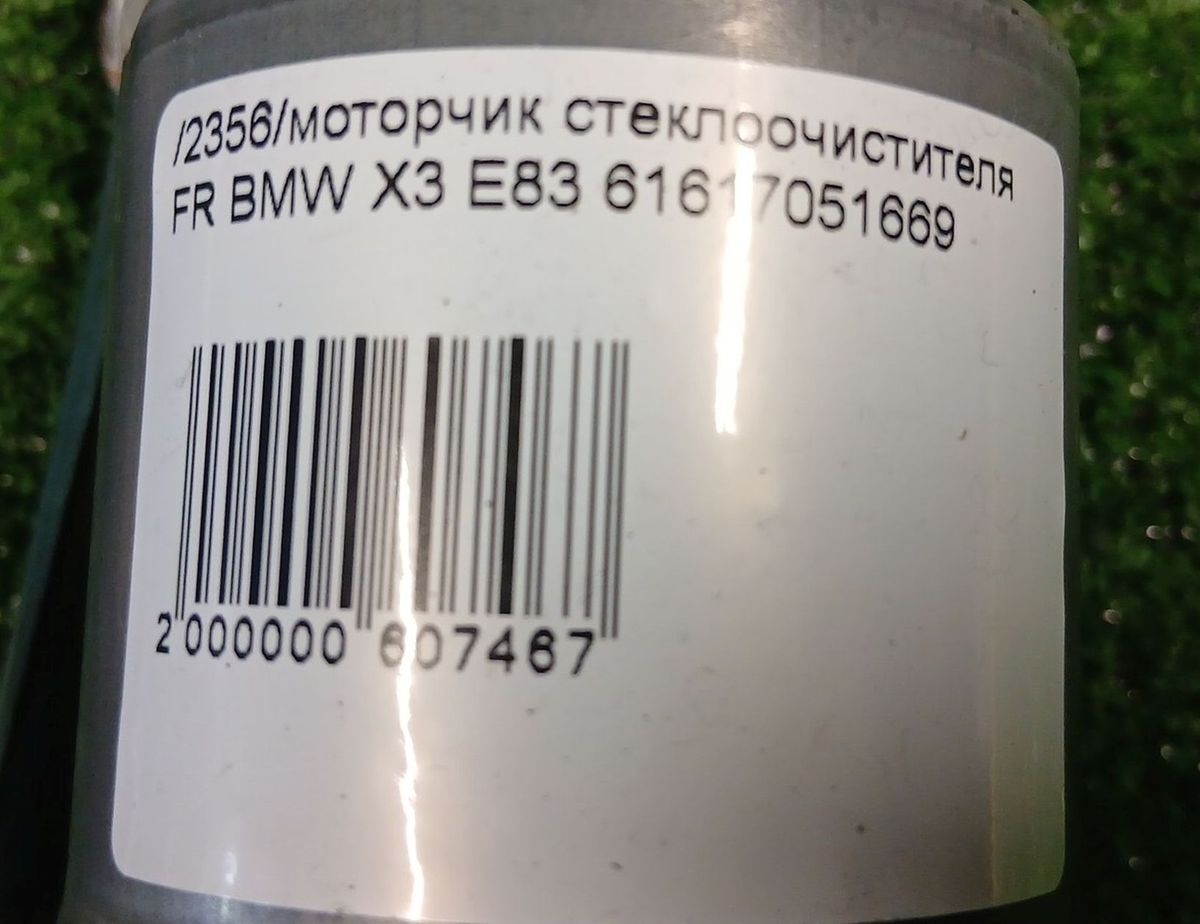 /2356/моторчик стеклоочистителя
FR BMW X3 E83 61617051669
2 000000 607467